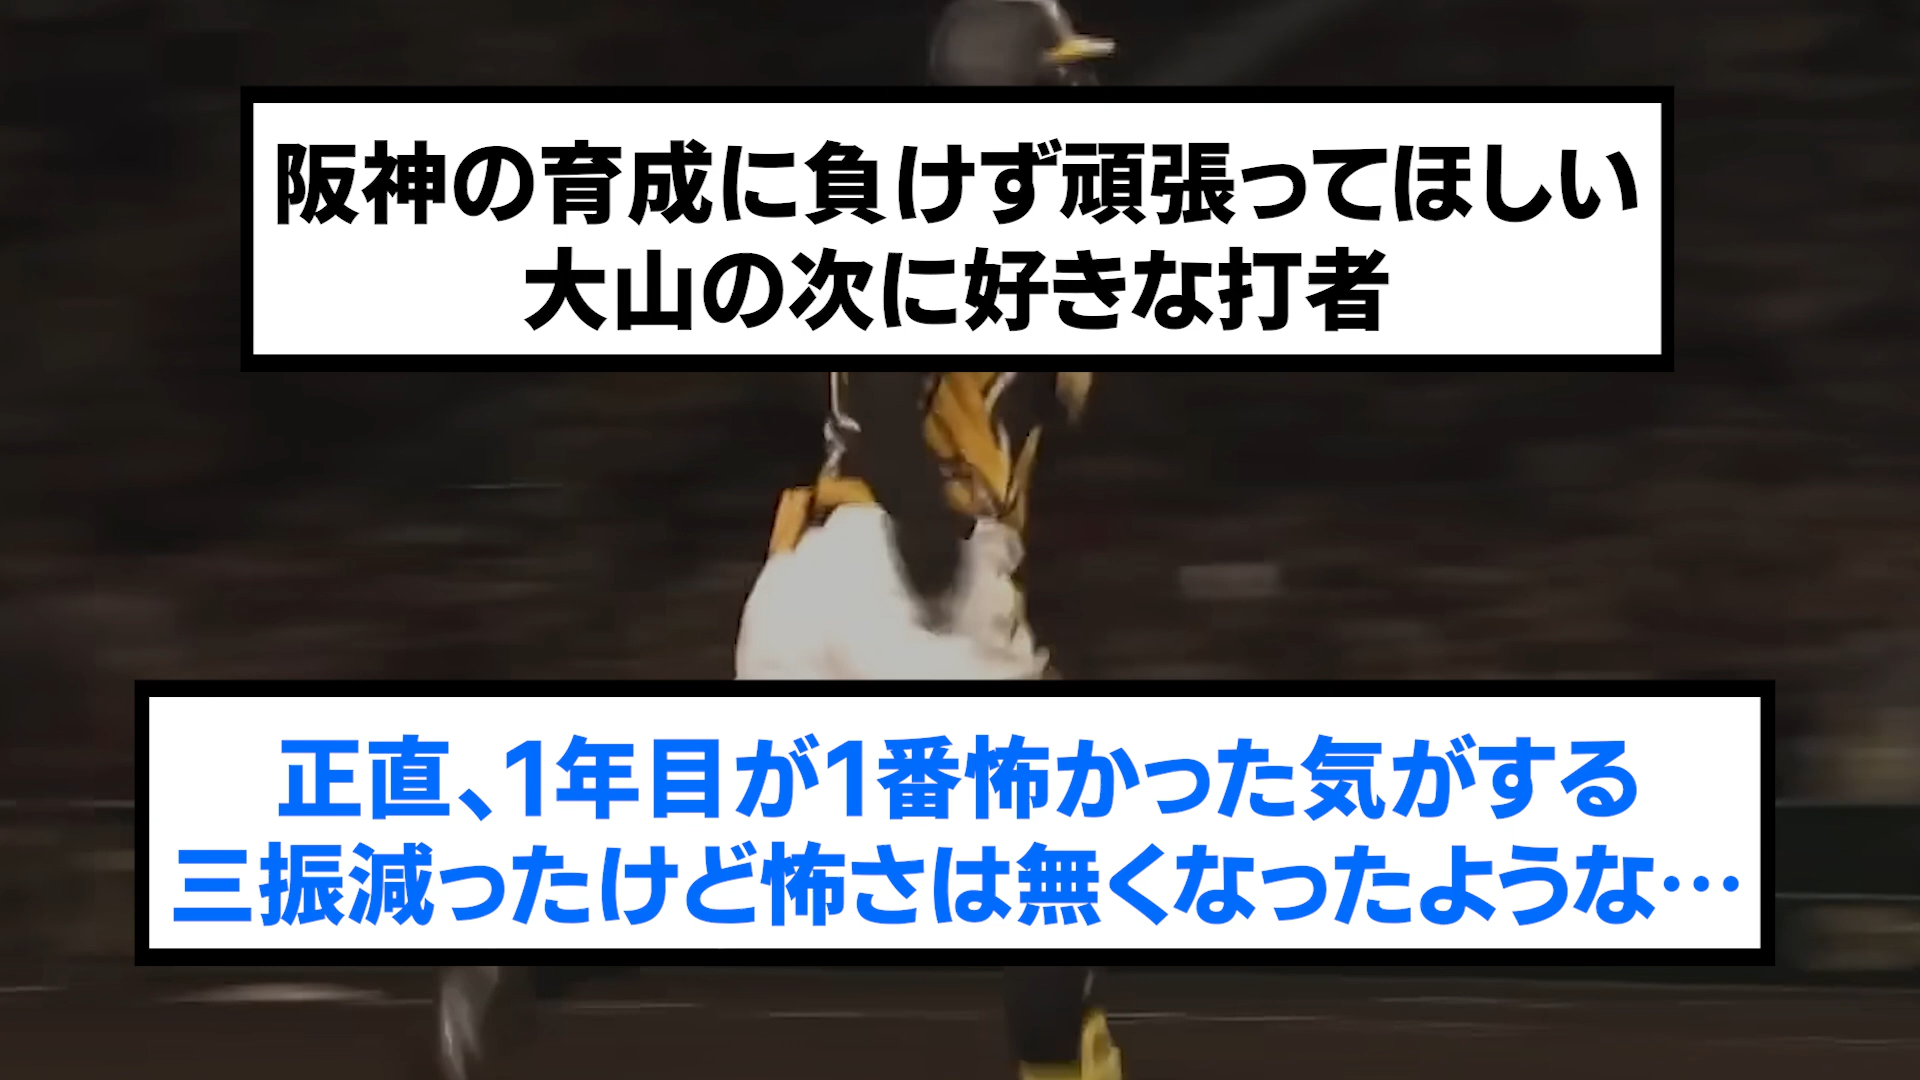 阪神の育成に負けず頑張ってほしい
大山の次に好きな打者
正直、1年目が1番怖かった気がする
三振減ったけど怖さは無くなったような…